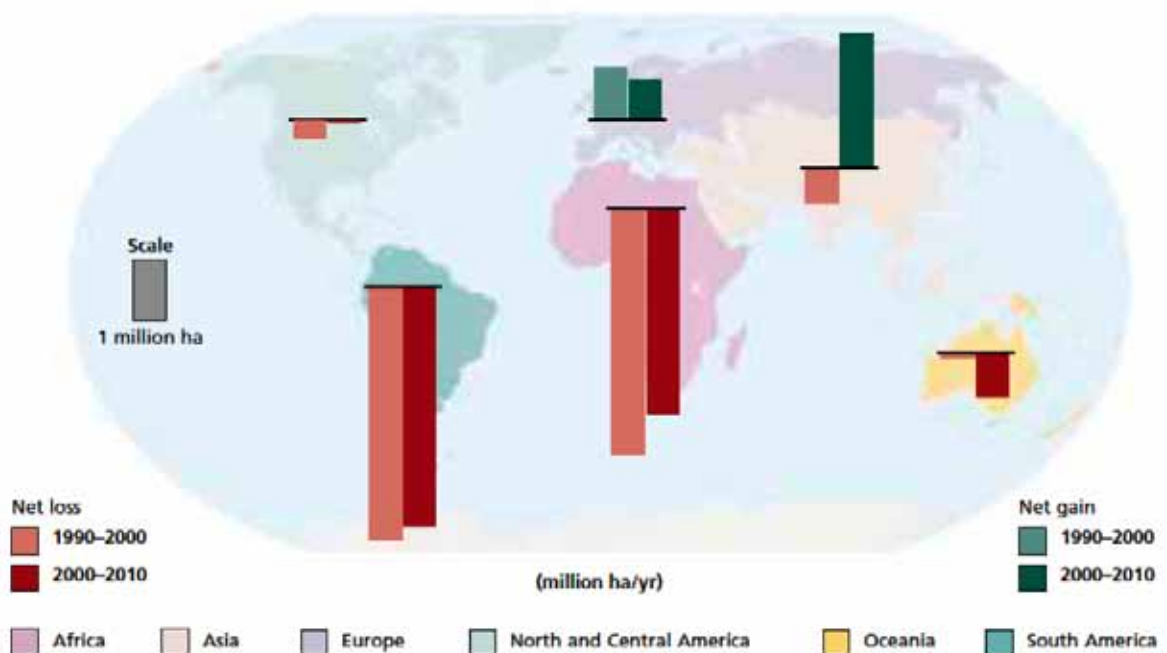 Scale
1 million ha
Net loss
1990–2000
2000–2010
(million ha/yr)
Net gain
1990–2000
2000–2010
Africa
Asia
Europe
North and Central America
Oceania
South America